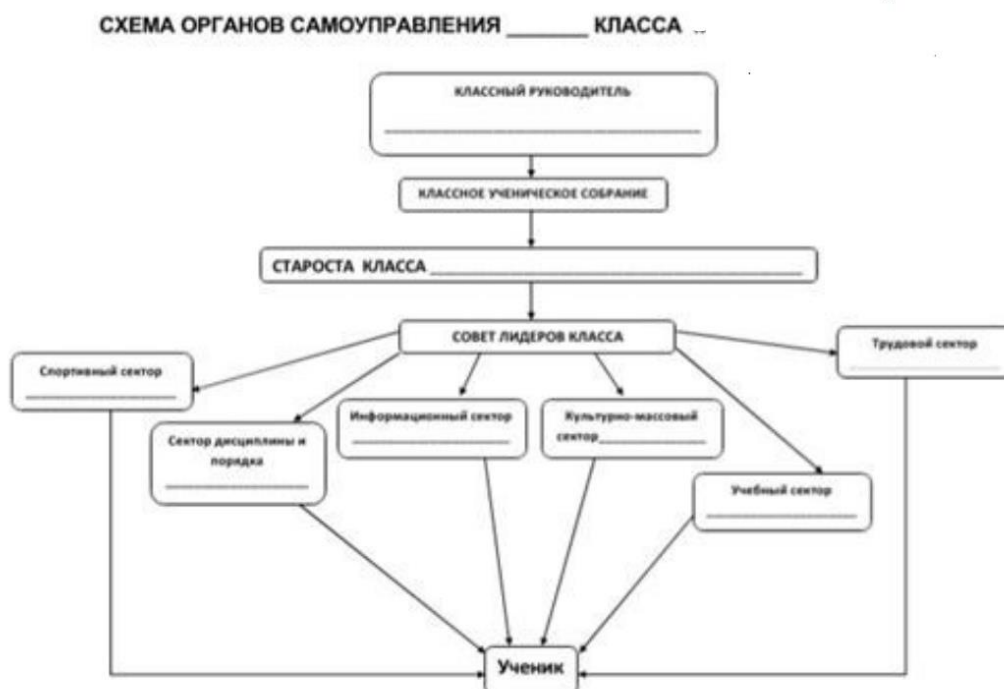 СХЕМА ОРГАНОВ САМОУПРАВЛЕНИЯ _______ КЛАССА
КЛАССНЫЙ РУКОВОДИТЕЛЬ
КЛАССНОЕ УЧЕНИЧЕСКОЕ СОБРАНИЕ
СТАРОСТА КЛАССА
СОВЕТ ЛИДЕРОВ КЛАССА
Трудовой сектор
Спортивный сектор
Информационный сектор
Культурно-массовый
сектор
Сектор дисциплины и
порядка
Учебный сектор
Ученик